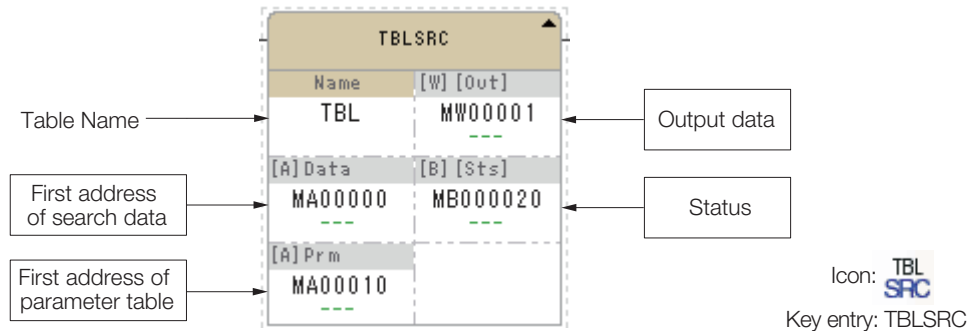 TBLSRC
Name [W] [Out]
Table Name TBL MW00001 Output data
---
[A] Data [B] [Sts]
First address
of search data
MA00000 MB000020 Status
--- ---
[A] Prm
First address of
parameter table
MA00010
---
Icon: TBL
SRC
Key entry: TBLSRC